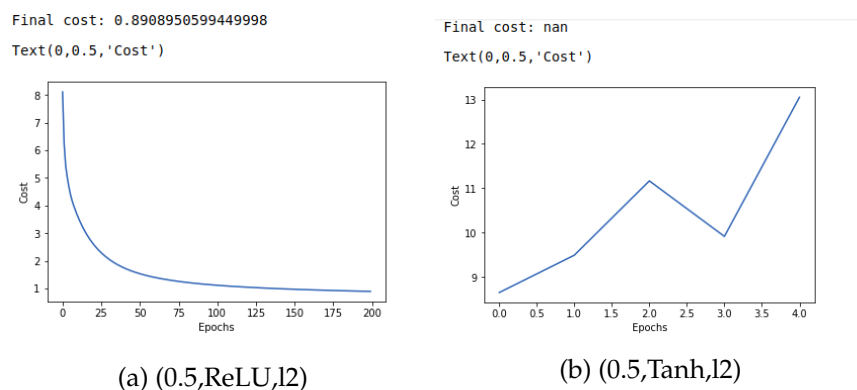 Final cost: 0.8908950599449998
Text(0,0.5,'Cost')
8
7
6
5
4
3
2
1
Cost
0 25 50 75 100 125 150 175 200
Epochs
(a) (0.5,ReLU,l2)
Final cost: nan
Text(0,0.5,'Cost')
13
12
11
10
9
Cost
0.0 0.5 1.0 1.5 2.0 2.5 3.0 3.5 4.0
Epochs
(b) (0.5,Tanh,l2)